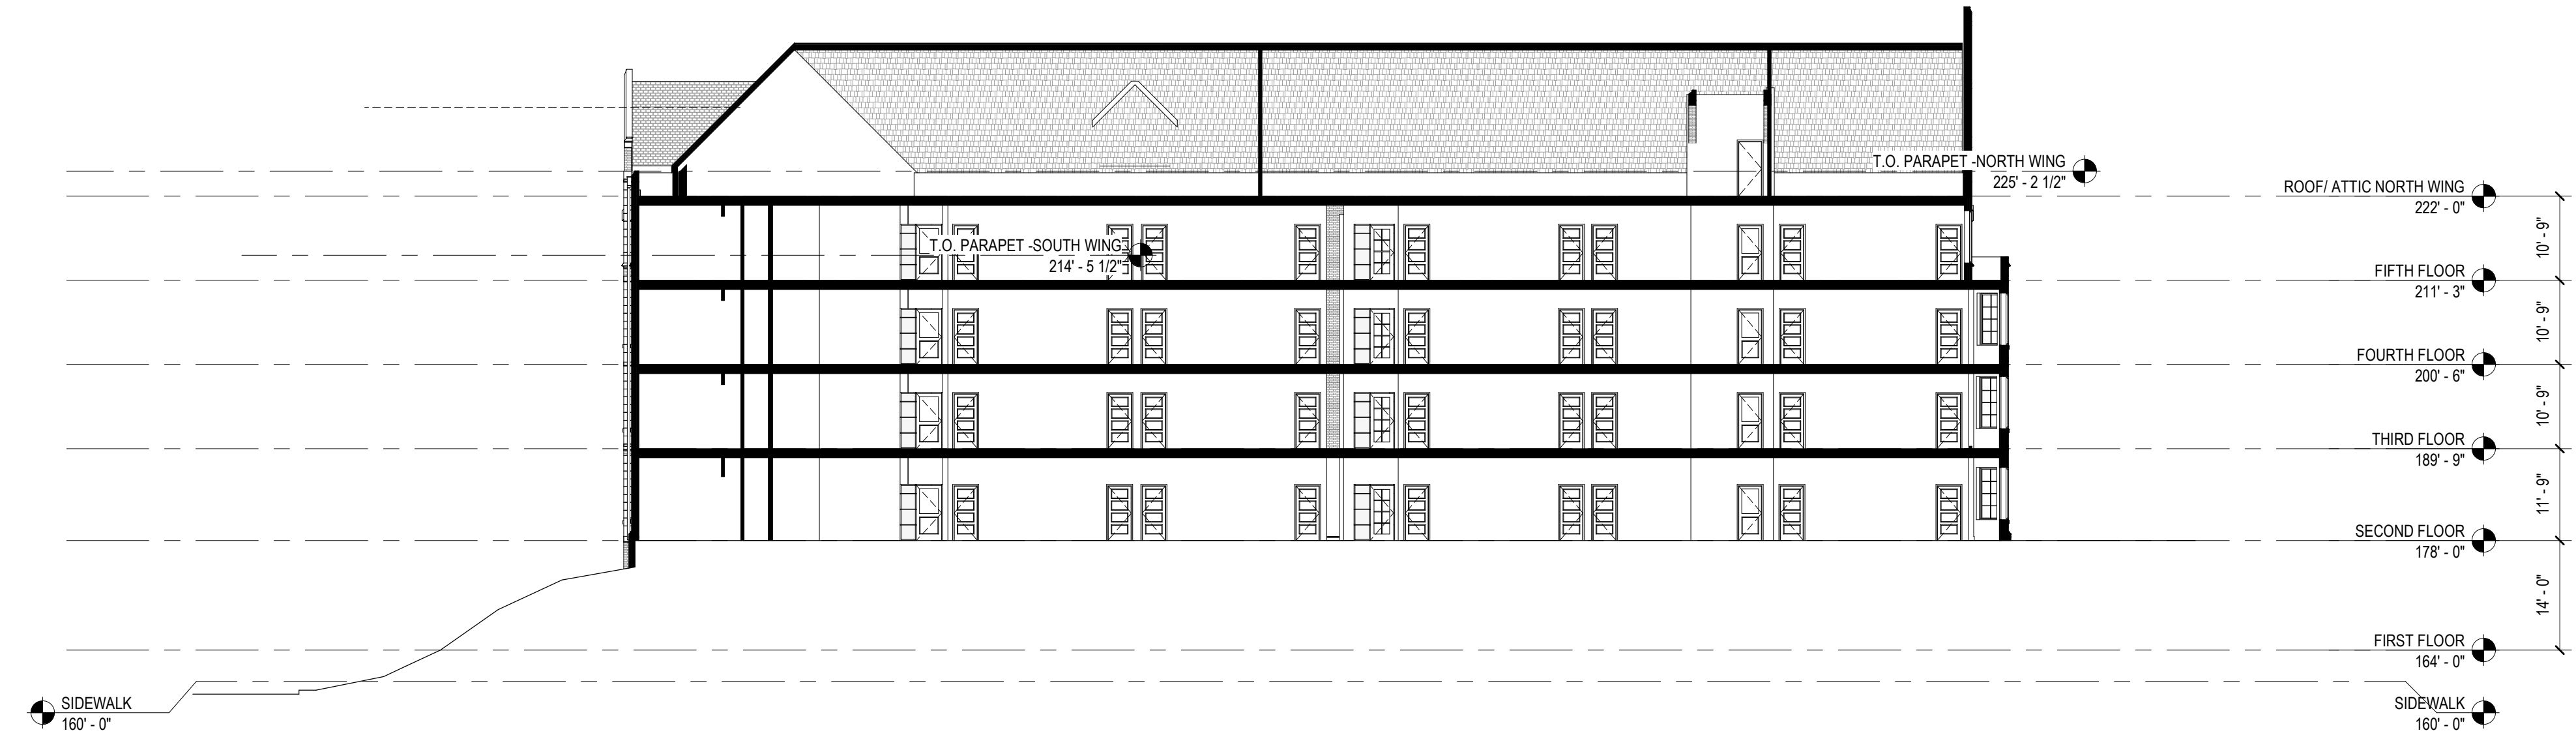 T.O. PARAPET -NORTH WING
225' - 2 1/2"
ROOF/ ATTIC NORTH WING
222' - 0"
10' - 9"
T.O. PARAPET -SOUTH WING
214' - 5 1/2"
FIFTH FLOOR
211' - 3"
10' - 9"
FOURTH FLOOR
200' - 6"
10' - 9"
THIRD FLOOR
189' - 9"
11' - 9"
SECOND FLOOR
178' - 0"
14' - 0"
FIRST FLOOR
164' - 0"
SIDEWALK
160' - 0"
SIDEWALK
160' - 0"